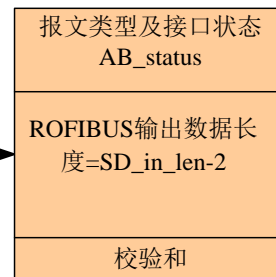 报文类型及接口状态
AB_status
ROFIBUS输出数据长
度=SD_in_len-2
校验和